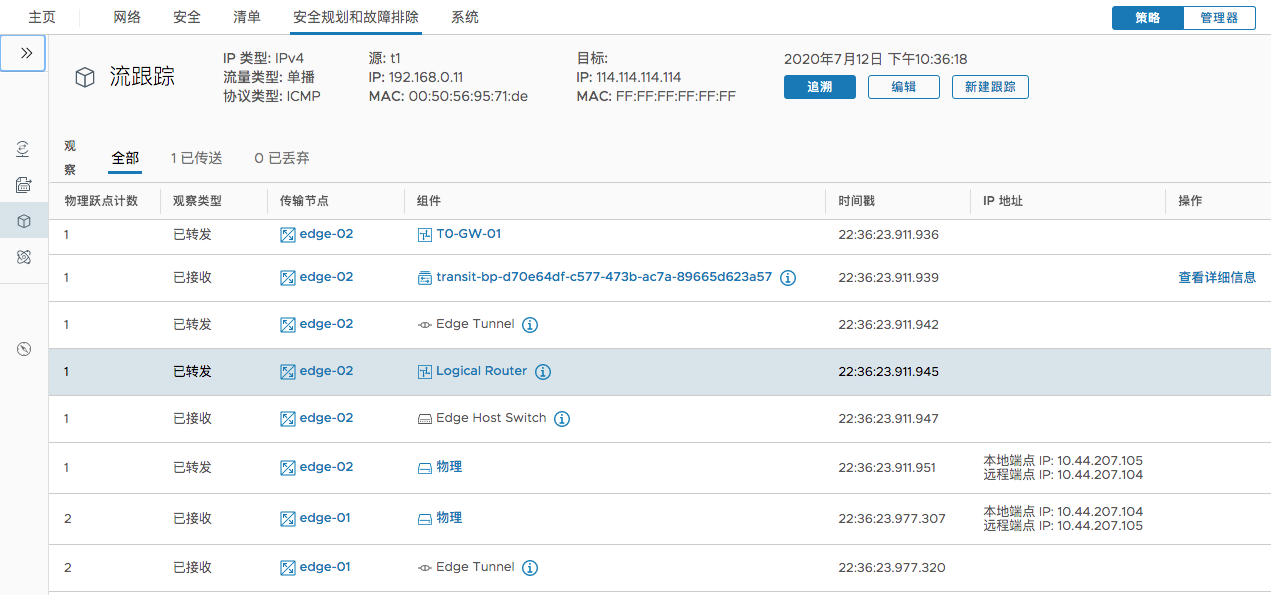 主页 网络 安全 清单 安全规划和故障排除 系统 策略 管理器
流跟踪
IP 类型: IPv4
流量类型: 单播
协议类型: ICMP
源: t1
IP: 192.168.0.11
MAC: 00:50:56:95:71:de
目标:
IP: 114.114.114.114
MAC: FF:FF:FF:FF:FF:FF
2020年7月12日 下午10:36:18
追溯 编辑 新建跟踪
观察 全部 1 已传送 0 已丢弃
物理跃点计数 观察类型 传输节点 组件 时间戳 IP 地址 操作
1 已转发 edge-02 T0-GW-01 22:36:23.911.936
1 已接收 edge-02 transit-bp-d70e64df-c577-473b-ac7a-89665d623a57 22:36:23.911.939 查看详细信息
1 已转发 edge-02 Edge Tunnel 22:36:23.911.942
1 已转发 edge-02 Logical Router 22:36:23.911.945
1 已接收 edge-02 Edge Host Switch 22:36:23.911.947
1 已转发 edge-02 物理 22:36:23.911.951 本地端点 IP: 10.44.207.105
远程端点 IP: 10.44.207.104
2 已接收 edge-01 物理 22:36:23.977.307 本地端点 IP: 10.44.207.104
远程端点 IP: 10.44.207.105
2 已接收 edge-01 Edge Tunnel 22:36:23.977.320